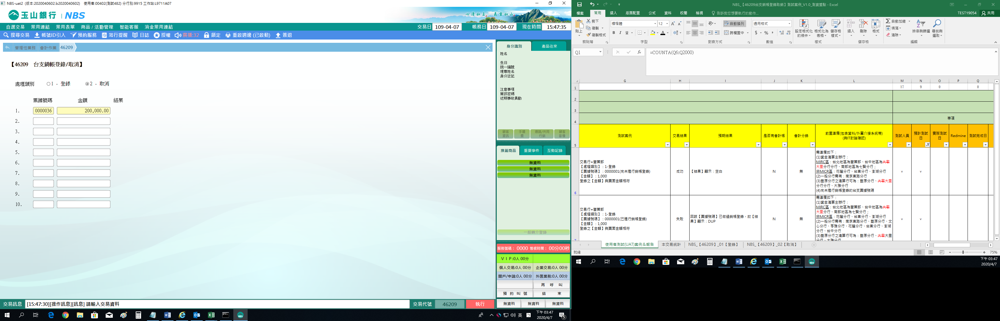 NBS-uat2 (版本:2020040602.b2020040602) 使用者:00402(測試482) 分行別:9915 工作站:L9711A07
玉山銀行 | NBS
心清如玉，義重如山。
自選交易 常用連結 常用表單 商品 / 活動管理 智能客服 消金常用連結
交易日 109-04-07 帳務日 109-04-07 現在時間 15:47:35
搜尋交易 帳號ID引入 預約服務 蒞行提醒 日誌 授權 廣播:32 鎖定 重啟週邊 (已啟動) 簽退
管理性業務 會計作業 46209
【46209 台支銷帳登錄/取消】
處理類別 1 - 登錄 2 - 取消
票據號碼 金額 結果
1. 0000036 200,000.00
2.
3.
4.
5.
6.
7.
8.
9.
10.
交易訊息 [15:47:30][操作訊息][訊息] 請輸入交易資料 交易代號 46209 執行
身分識別 產品往來
姓名
生日
統一編號
理專姓名
身分註記
注意事項
簡訊密碼
近期事故異動
顧客資訊 手續費 通路/共同行銷 顧客影像
推薦商品 重要事件 互動記錄
無資料
無資料
無資料
一般轉介登錄
服務號碼： 0000 等候時間： 00分00秒
ＶＩＰ:0人 00分
個人交易:0人 00分 企業交易:0人 00分
開戶/申請:0人 00分 外匯業務:0人 00分
再 呼 叫
預 約 叫 號 結 束
無資料 無資料 無資料
英 下午 03:47
2020/4/7
5
NBS_【46209台支銷帳登錄取銷】測試案例_V1.0_測資盤點 - Excel
檔案 常用 插入 版面配置 公式 資料 校閱 檢視 告訴我您想要執行的動作... TEST19054 共用
貼上 剪下 複製 複製格式 剪貼簿
標楷體 12 字型
自動換列 跨欄置中 對齊方式
通用格式 數值
設定格式化的條件 格式化為表格 儲存格樣式 樣式
插入 刪除 格式 儲存格
自動加總 填滿 清除 排序與篩選 尋找與選取 編輯
Q1 fx =COUNTA(Q6:Q2000)
G H I J K L M N O P Q
1 17 9 0 0
2
3
4 專項
5 測試案例 交易結果 預期結果 是否有會計帳 會計分錄 前置準備(包含資料/外圍介接系統等)
(與IT討論確認) 測試人員 預計測試日 實際測試日 Redmine 測試完成日
交易行=營業部
【處理類別】：1-登錄
【票據號碼】：0000001(尚未進行銷帳登錄)
【金額】：1,000
登錄之【金額】與票面金額相符
6 成功 【結果】顯示：空白 N 無
需準備如下：
(1)資金清算主辦行：
MIRC區：台北地區為營業部、台中地區為大墩
大里分行分行、南部地區為七賢分行；
非MICR區：花蓮分行、台東分行、澎湖分行
(2)一般分行需有：南京東路分行
(3)豐原分行之清算行可為：豐原分行、大墩大里
分行分行、大雅分行
(4)尚未進行銷帳登錄的台支票據號碼
v v
交易行=營業部
【處理類別】：1-登錄
【票據號碼】：0000001(已進行銷帳登錄)
【金額】：1,000
登錄之【金額】與票面金額相符
7 失敗 因該【票據號碼】已做過銷帳登錄，故【結
果】顯示：DUP N 無
需準備如下：
(1)資金清算主辦行：
MIRC區：台北地區為營業部、台中地區為大墩
大里分行、南部地區為七賢分行；
非MICR區：花蓮分行、台東分行、澎湖分行
(2)一般分行需有：南京東路分行、豐原分行、文
心分行、苓雅分行、花蓮分行、台東分行、澎湖
分行、台中分行
(3)豐原分行之清算行可為：豐原分行、大墩大里
分行、大雅分行
v v
使用者測試(UAT)案例＆報告 本交易統計 NBS_【46209】_01【登錄】 NBS_【46209】_02【取消】
就緒 75%
下午 03:47
2020/4/7